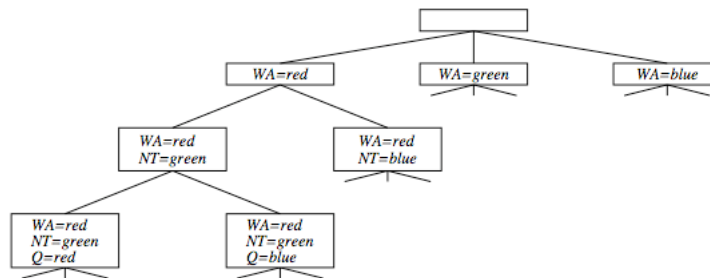 WA=red
WA=green
WA=blue
WA=red
NT=green
WA=red
NT=blue
WA=red
NT=green
Q=red
WA=red
NT=green
Q=blue